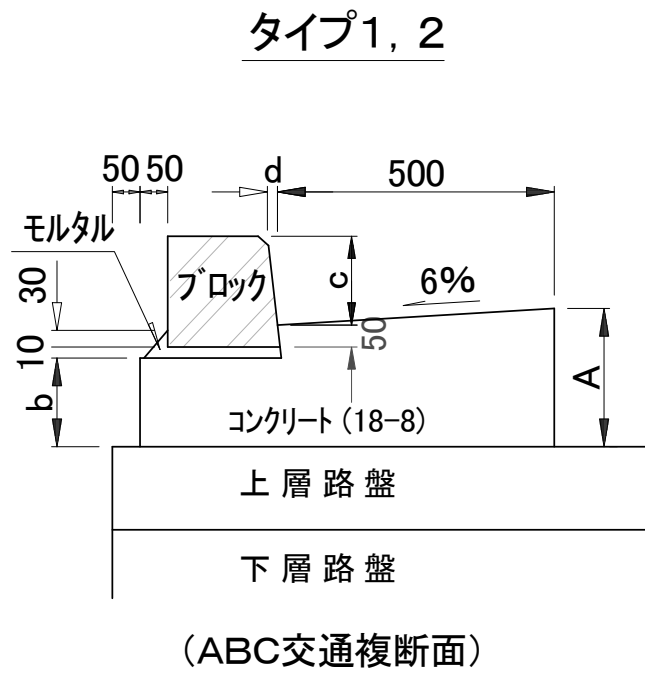 タイプ1, 2
50 50 d 500
モルタル
ブロック
c
6%
30
10
50
b
A
コンクリート (18-8)
上層路盤
下層路盤
(ABC交通複断面)